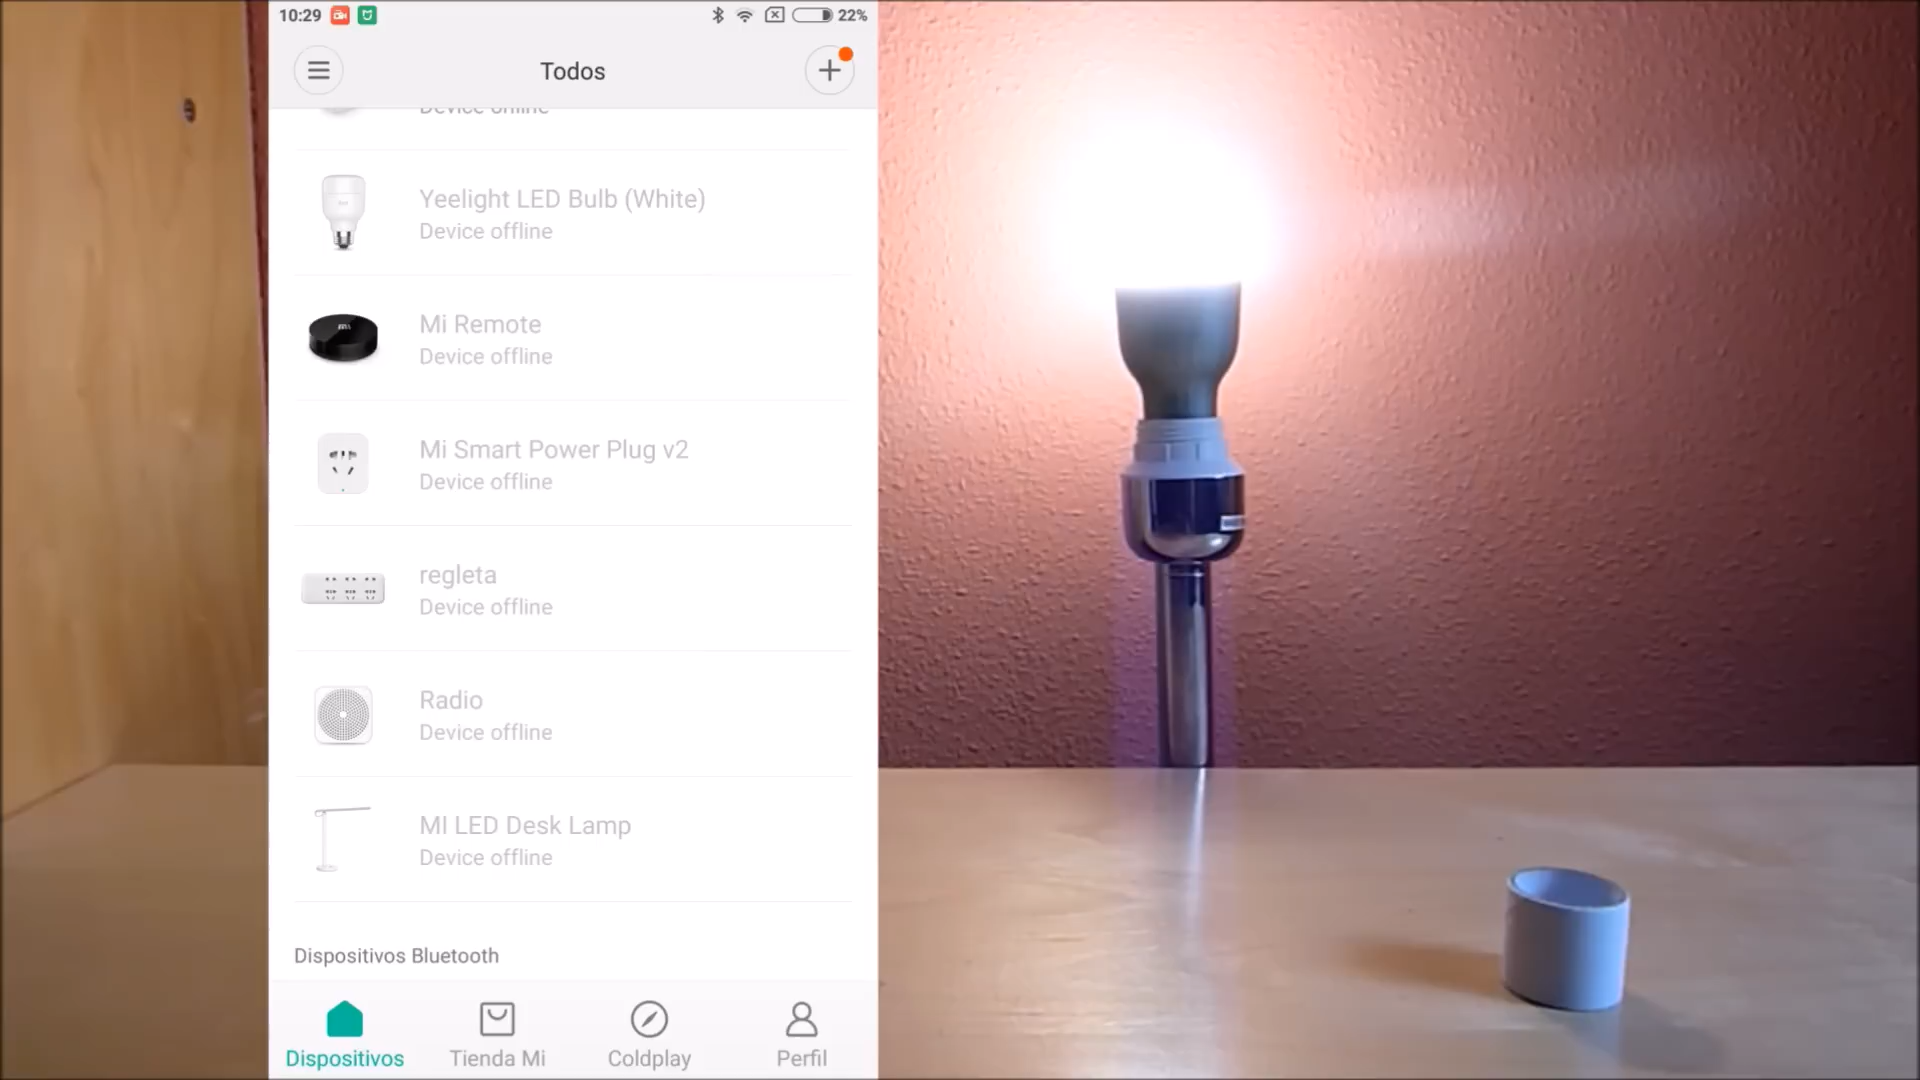 10:29
22%
Todos
Device online
Yeelight LED Bulb (White)
Device offline
Mi Remote
Device offline
Mi Smart Power Plug v2
Device offline
regleta
Device offline
Radio
Device offline
MI LED Desk Lamp
Device offline
Dispositivos Bluetooth
Dispositivos
Tienda Mi
Coldplay
Perfil